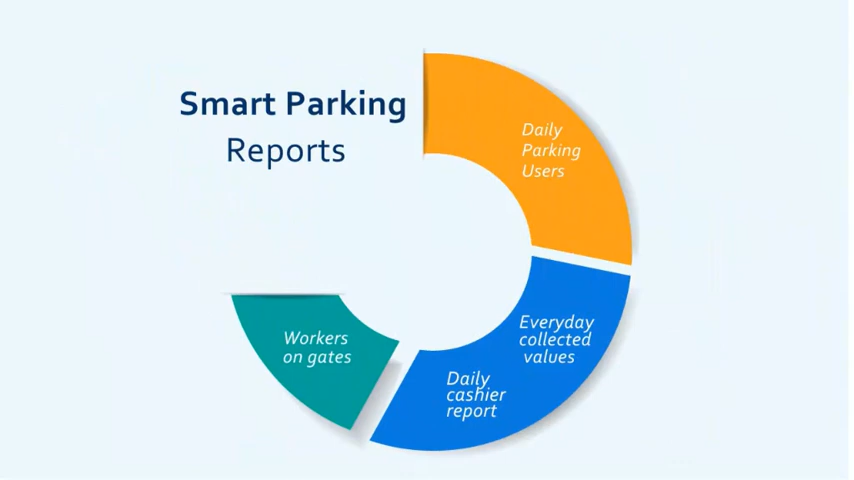 Smart Parking
Reports
Daily
Parking
Users
Everyday
collected
values
Daily
cashier
report
Workers
on gates